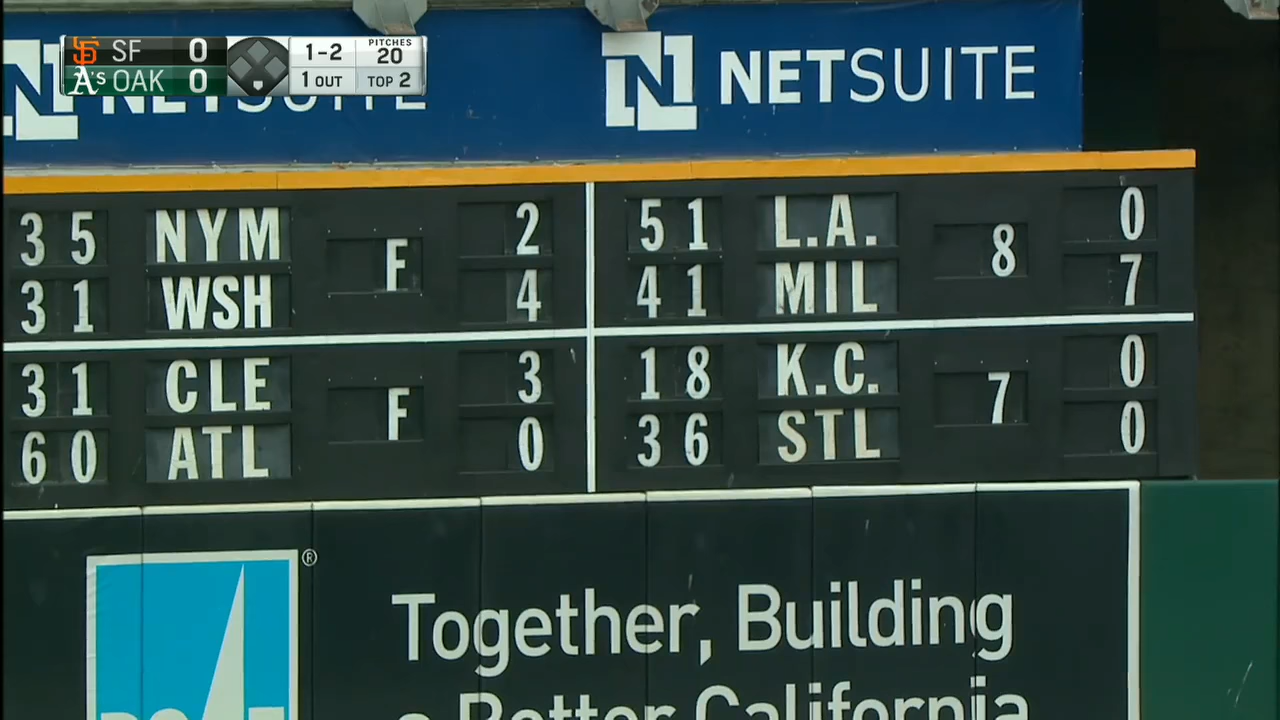 SF 0 1-2 PITCHES 20
A's OAK 0 1 OUT TOP 2
NETSUITE
NETSUITE
35 NYM F 2
31 WSH 4
51 L.A. 8 0
41 MIL 7
31 CLE F 3
60 ATL 0
18 K.C. 7 0
36 STL 0
®
Together, Building
a Better California